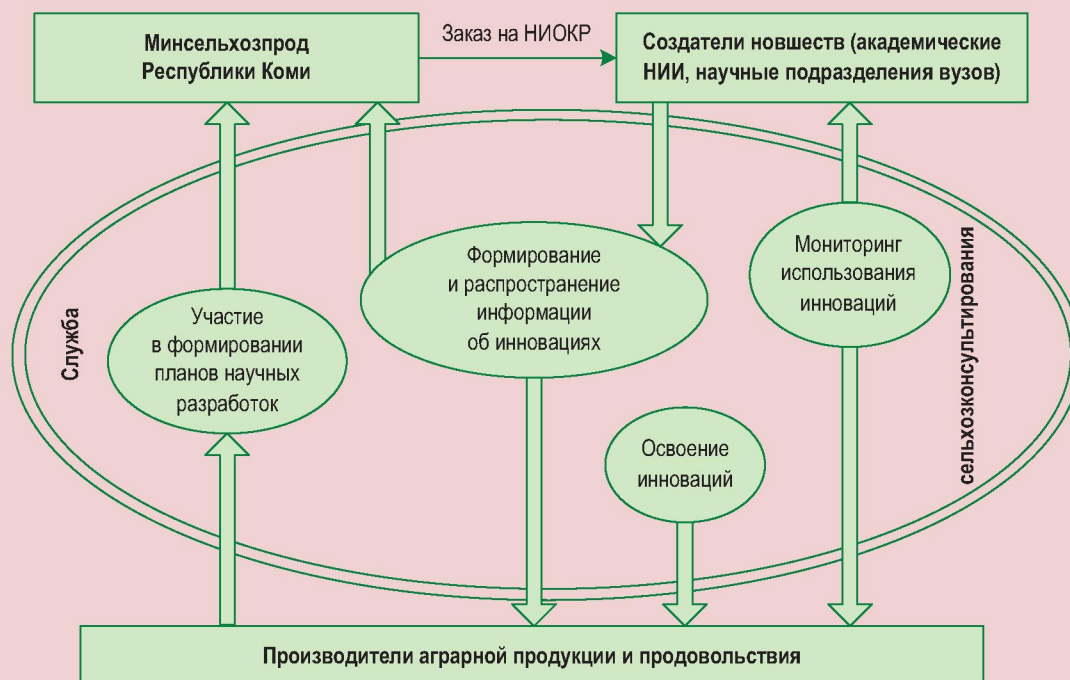 Минсельхозпрод
Республики Коми
Заказ на НИОКР
Создатели новшеств (академические
НИИ, научные подразделения вузов)
Служба
Участие
в формировании
планов научных
разработок
Формирование
и распространение
информации
об инновациях
Освоение
инноваций
Мониторинг
использования
инноваций
сельхозконсультирования
Производители аграрной продукции и продовольствия